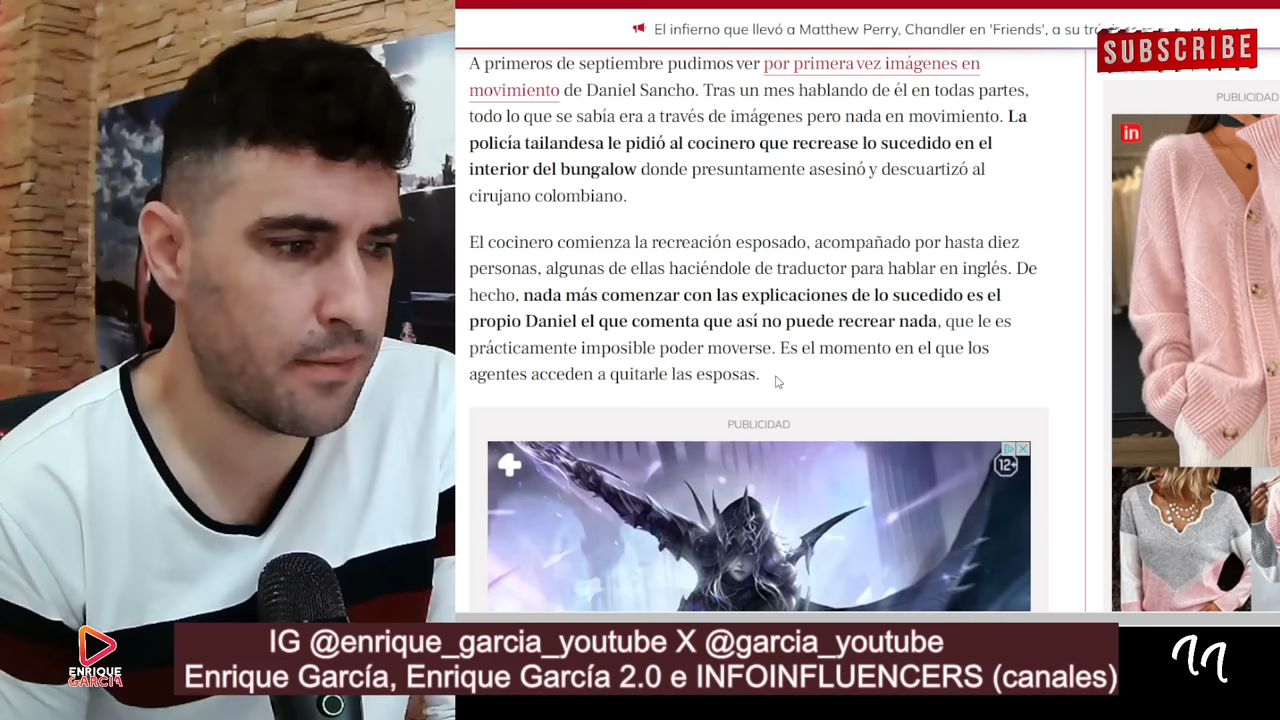 El infierno que llevó a Matthew Perry, Chandler en 'Friends', a su
SUBSCRIBE
A primeros de septiembre pudimos ver por primera vez imágenes en
movimiento de Daniel Sancho. Tras un mes hablando de él en todas partes,
todo lo que se sabía era a través de imágenes pero nada en movimiento. La
policía tailandesa le pidió al cocinero que recrease lo sucedido en el
interior del bungalow donde presuntamente asesinó y descuartizó al
cirujano colombiano.
El cocinero comienza la recreación esposado, acompañado por hasta diez
personas, algunas de ellas haciéndole de traductor para hablar en inglés. De
hecho, nada más comenzar con las explicaciones de lo sucedido es el
propio Daniel el que comenta que así no puede recrear nada, que le es
prácticamente imposible poder moverse. Es el momento en el que los
agentes acceden a quitarle las esposas.
PUBLICIDAD
12+
PUBLICIDAD
in
ENRIQUE
GARCÍA
IG @enrique_garcia_youtube X @garcia_youtube
Enrique García, Enrique García 2.0 e INFOINFLUENCERS (canales)